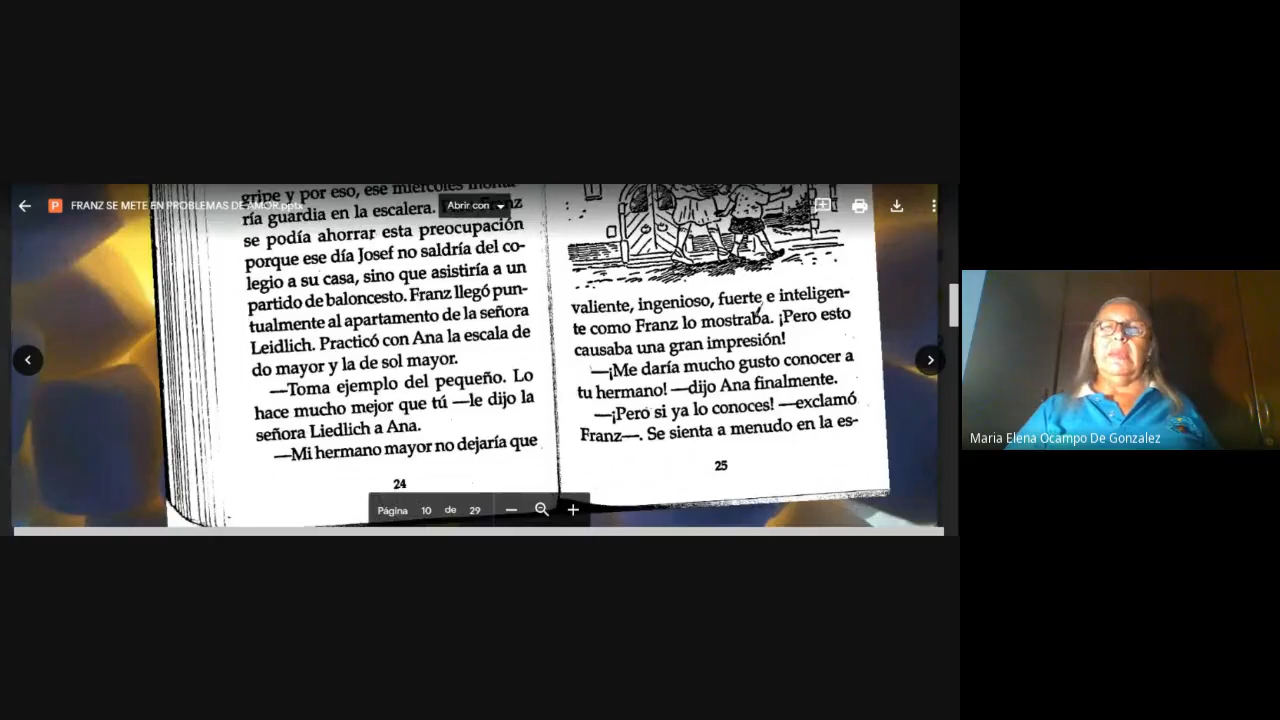 FRANZ SE METE EN PROBLEMAS DE AMOR.pptx
Abrir con
gripe y por eso, ese miércoles
ría guardia en la escalera.
se podía ahorrar esta preocupación
porque ese día Josef no saldría del co-
legio a su casa, sino que asistiría a un
partido de baloncesto. Franz llegó pun-
tualmente al apartamento de la señora
Leidlich. Practicó con Ana la escala de
do mayor y la de sol mayor.
—Toma ejemplo del pequeño. Lo
hace mucho mejor que tú —le dijo la
señora Liedlich a Ana.
—Mi hermano mayor no dejaría que
24
valiente, ingenioso, fuerte e inteligen-
te como Franz lo mostraba. ¡Pero esto
causaba una gran impresión!
—¡Me daría mucho gusto conocer a
tu hermano! —dijo Ana finalmente.
—¡Pero si ya lo conoces! —exclamó
Franz—. Se sienta a menudo en la es-
25
Página 10 de 29
Maria Elena Ocampo De Gonzalez